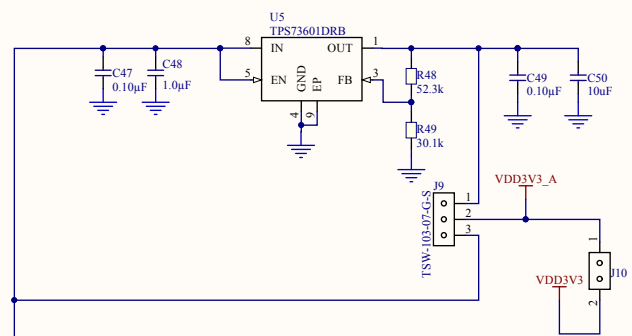 U5
TPS73601DRB
8 IN OUT 1
5 EN FB 3
GND
EP
4
9
C47
0.10µF
C48
1.0µF
R48
52.3k
R49
30.1k
C49
0.10µF
C50
10uF
J9
1
2
3
TSW-103-07-G-S
VDD3V3_A
1
J10
2
VDD3V3